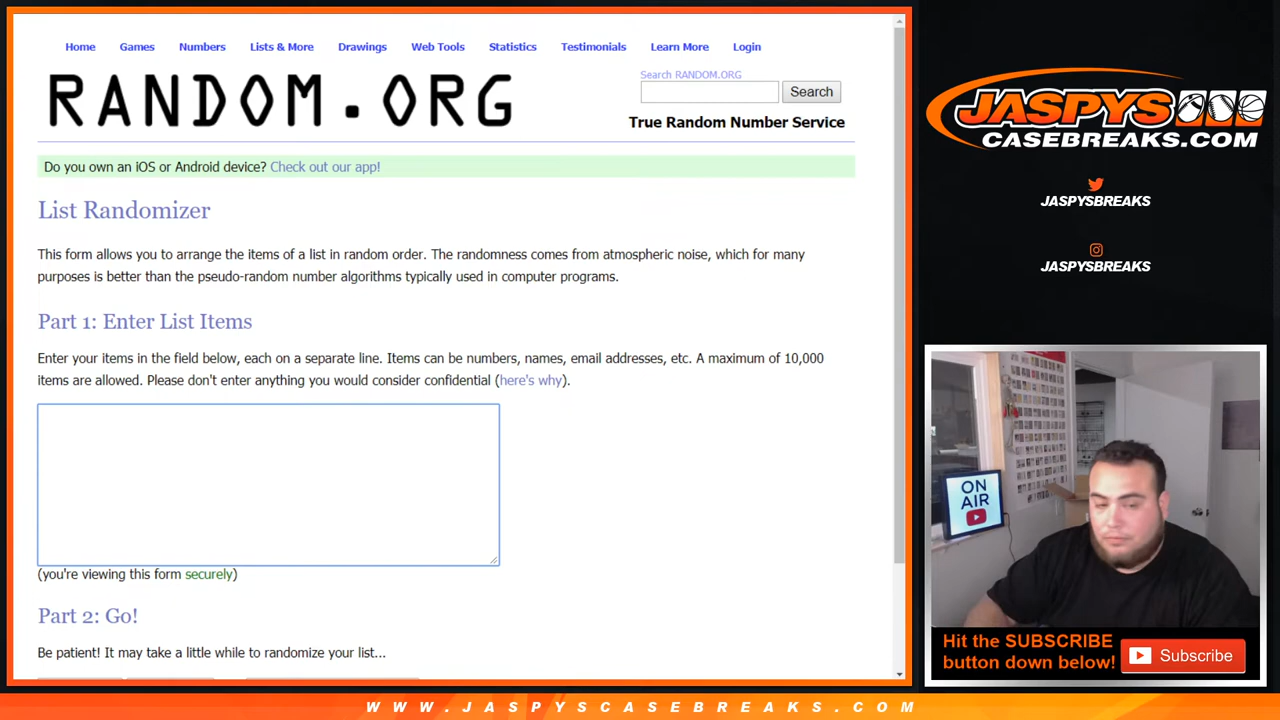 Home Games Numbers Lists & More Drawings Web Tools Statistics Testimonials Learn More Login
RANDOM.ORG
Search RANDOM.ORG
Search
True Random Number Service
Do you own an iOS or Android device? Check out our app!
List Randomizer
This form allows you to arrange the items of a list in random order. The randomness comes from atmospheric noise, which for many
purposes is better than the pseudo-random number algorithms typically used in computer programs.
Part 1: Enter List Items
Enter your items in the field below, each on a separate line. Items can be numbers, names, email addresses, etc. A maximum of 10,000
items are allowed. Please don't enter anything you would consider confidential (here's why).
(you're viewing this form securely)
Part 2: Go!
Be patient! It may take a little while to randomize your list...
JASPYS
CASEBREAKS.COM
JASPYSBREAKS
JASPYSBREAKS
ON
AIR
Hit the SUBSCRIBE
button down below!
Subscribe
WWW.JASPYSCASEBREAKS.COM